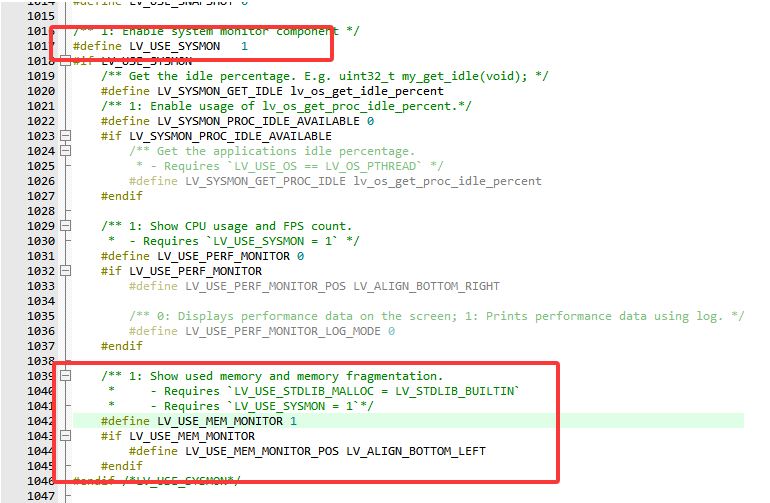 1014 #define LV_USE_SNAPSHOT 0
1015
1016 /** 1: Enable system monitor component */
1017 #define LV_USE_SYSMON   1
1018 #if LV_USE_SYSMON
1019     /** Get the idle percentage. E.g. uint32_t my_get_idle(void); */
1020     #define LV_SYSMON_GET_IDLE lv_os_get_idle_percent
1021     /** 1: Enable usage of lv_os_get_proc_idle_percent.*/
1022     #define LV_SYSMON_PROC_IDLE_AVAILABLE 0
1023     #if LV_SYSMON_PROC_IDLE_AVAILABLE
1024         /** Get the applications idle percentage.
1025          * - Requires `LV_USE_OS == LV_OS_PTHREAD` */
1026         #define LV_SYSMON_GET_PROC_IDLE lv_os_get_proc_idle_percent
1027     #endif
1028
1029     /** 1: Show CPU usage and FPS count.
1030      *  - Requires `LV_USE_SYSMON = 1` */
1031     #define LV_USE_PERF_MONITOR 0
1032     #if LV_USE_PERF_MONITOR
1033         #define LV_USE_PERF_MONITOR_POS LV_ALIGN_BOTTOM_RIGHT
1034
1035         /** 0: Displays performance data on the screen; 1: Prints performance data using log. */
1036         #define LV_USE_PERF_MONITOR_LOG_MODE 0
1037     #endif
1038
1039     /** 1: Show used memory and memory fragmentation.
1040      *     - Requires `LV_USE_STDLIB_MALLOC = LV_STDLIB_BUILTIN`
1041      *     - Requires `LV_USE_SYSMON = 1`*/
1042     #define LV_USE_MEM_MONITOR 1
1043     #if LV_USE_MEM_MONITOR
1044         #define LV_USE_MEM_MONITOR_POS LV_ALIGN_BOTTOM_LEFT
1045     #endif
1046 #endif /*LV_USE_SYSMON*/
1047